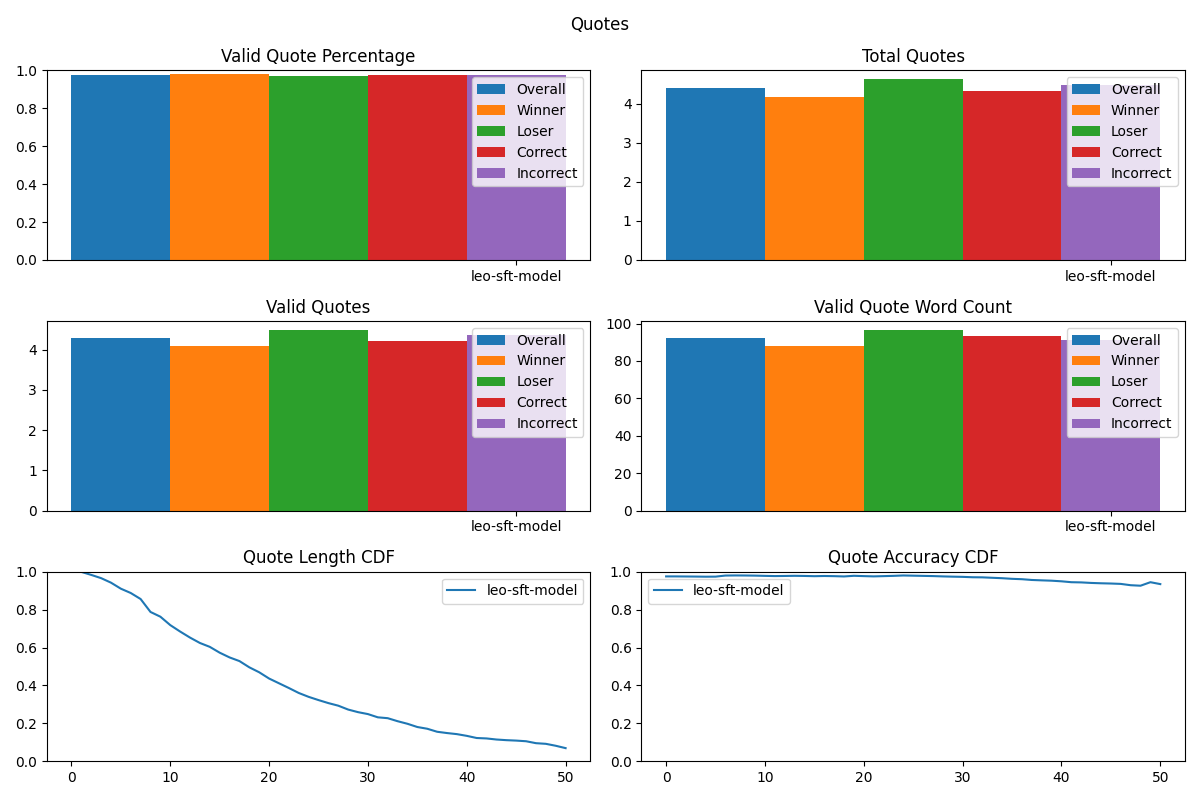 Quotes
Valid Quote Percentage
1.0
0.8
0.6
0.4
0.2
0.0
Overall
Winner
Loser
Correct
Incorrect
leo-sft-model
Total Quotes
4
3
2
1
0
Overall
Winner
Loser
Correct
Incorrect
leo-sft-model
Valid Quotes
4
3
2
1
0
Overall
Winner
Loser
Correct
Incorrect
leo-sft-model
Valid Quote Word Count
100
80
60
40
20
0
Overall
Winner
Loser
Correct
Incorrect
leo-sft-model
Quote Length CDF
1.0
0.8
0.6
0.4
0.2
0.0
leo-sft-model
0 10 20 30 40 50
Quote Accuracy CDF
1.0
0.8
0.6
0.4
0.2
0.0
leo-sft-model
0 10 20 30 40 50